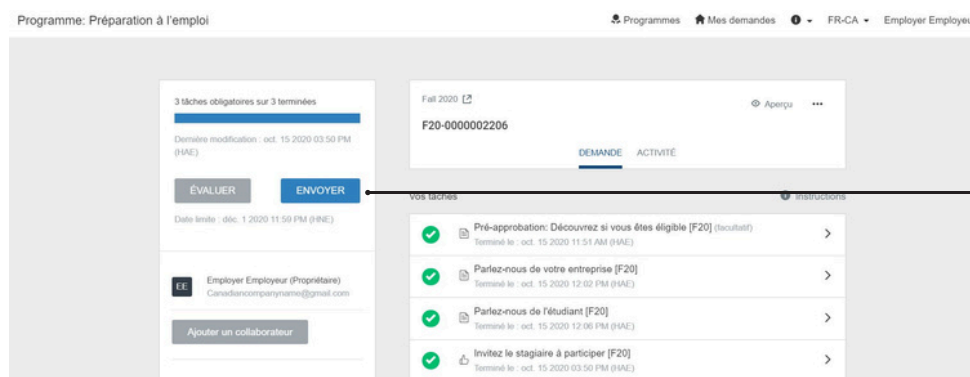 Programme: Préparation à l'emploi
Programmes Mes demandes FR-CA Employer Employeu
3 tâches obligatoires sur 3 terminées
Dernière modification : oct. 15 2020 03:50 PM
(HAE)
ÉVALUER ENVOYER
Date limite : déc. 1 2020 11:59 PM (HNE)
EE
Employer Employeur (Propriétaire)
Canadiancompanyname@gmail.com
Ajouter un collaborateur
Fall 2020
Aperçu
F20-0000002206
DEMANDE ACTIVITÉ
Vos tâches
Instructions
Pré-approbation: Découvrez si vous êtes éligible [F20] (facultatif)
Terminé le : oct. 15 2020 11:51 AM (HAE)
Parlez-nous de votre entreprise [F20]
Terminé le : oct. 15 2020 12:02 PM (HAE)
Parlez-nous de l'étudiant [F20]
Terminé le : oct. 15 2020 12:06 PM (HAE)
Invitez le stagiaire à participer [F20]
Terminé le : oct. 15 2020 03:50 PM (HAE)